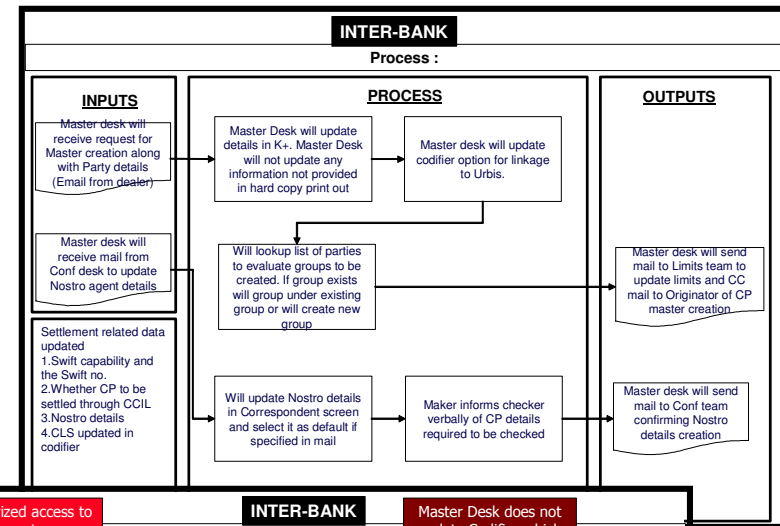 INTER-BANK
Process :
INPUTS
Master desk will
receive request for
Master creation along
with Party details
(Email from dealer)
Master desk will
receive mail from
Conf desk to update
Nostro agent details
Settlement related data
updated
1.Swift capability and
the Swift no.
2.Whether CP to be
settled through CCIL
3.Nostro details
4.CLS updated in
codifier
PROCESS
Master Desk will update
details in K+. Master Desk
will not update any
information not provided
in hard copy print out
Master desk will update
codifier option for linkage
to Urbis.
Will lookup list of parties
to evaluate groups to be
created. If group exists
will group under existing
group or will create new
group
Will update Nostro details
in Correspondent screen
and select it as default if
specified in mail
Maker informs checker
verbally of CP details
required to be checked
OUTPUTS
Master desk will send
mail to Limits team to
update limits and CC
mail to Originator of CP
master creation
Master desk will send
mail to Conf team
confirming Nostro
details creation
access to
INTER-BANK
Master Desk does not